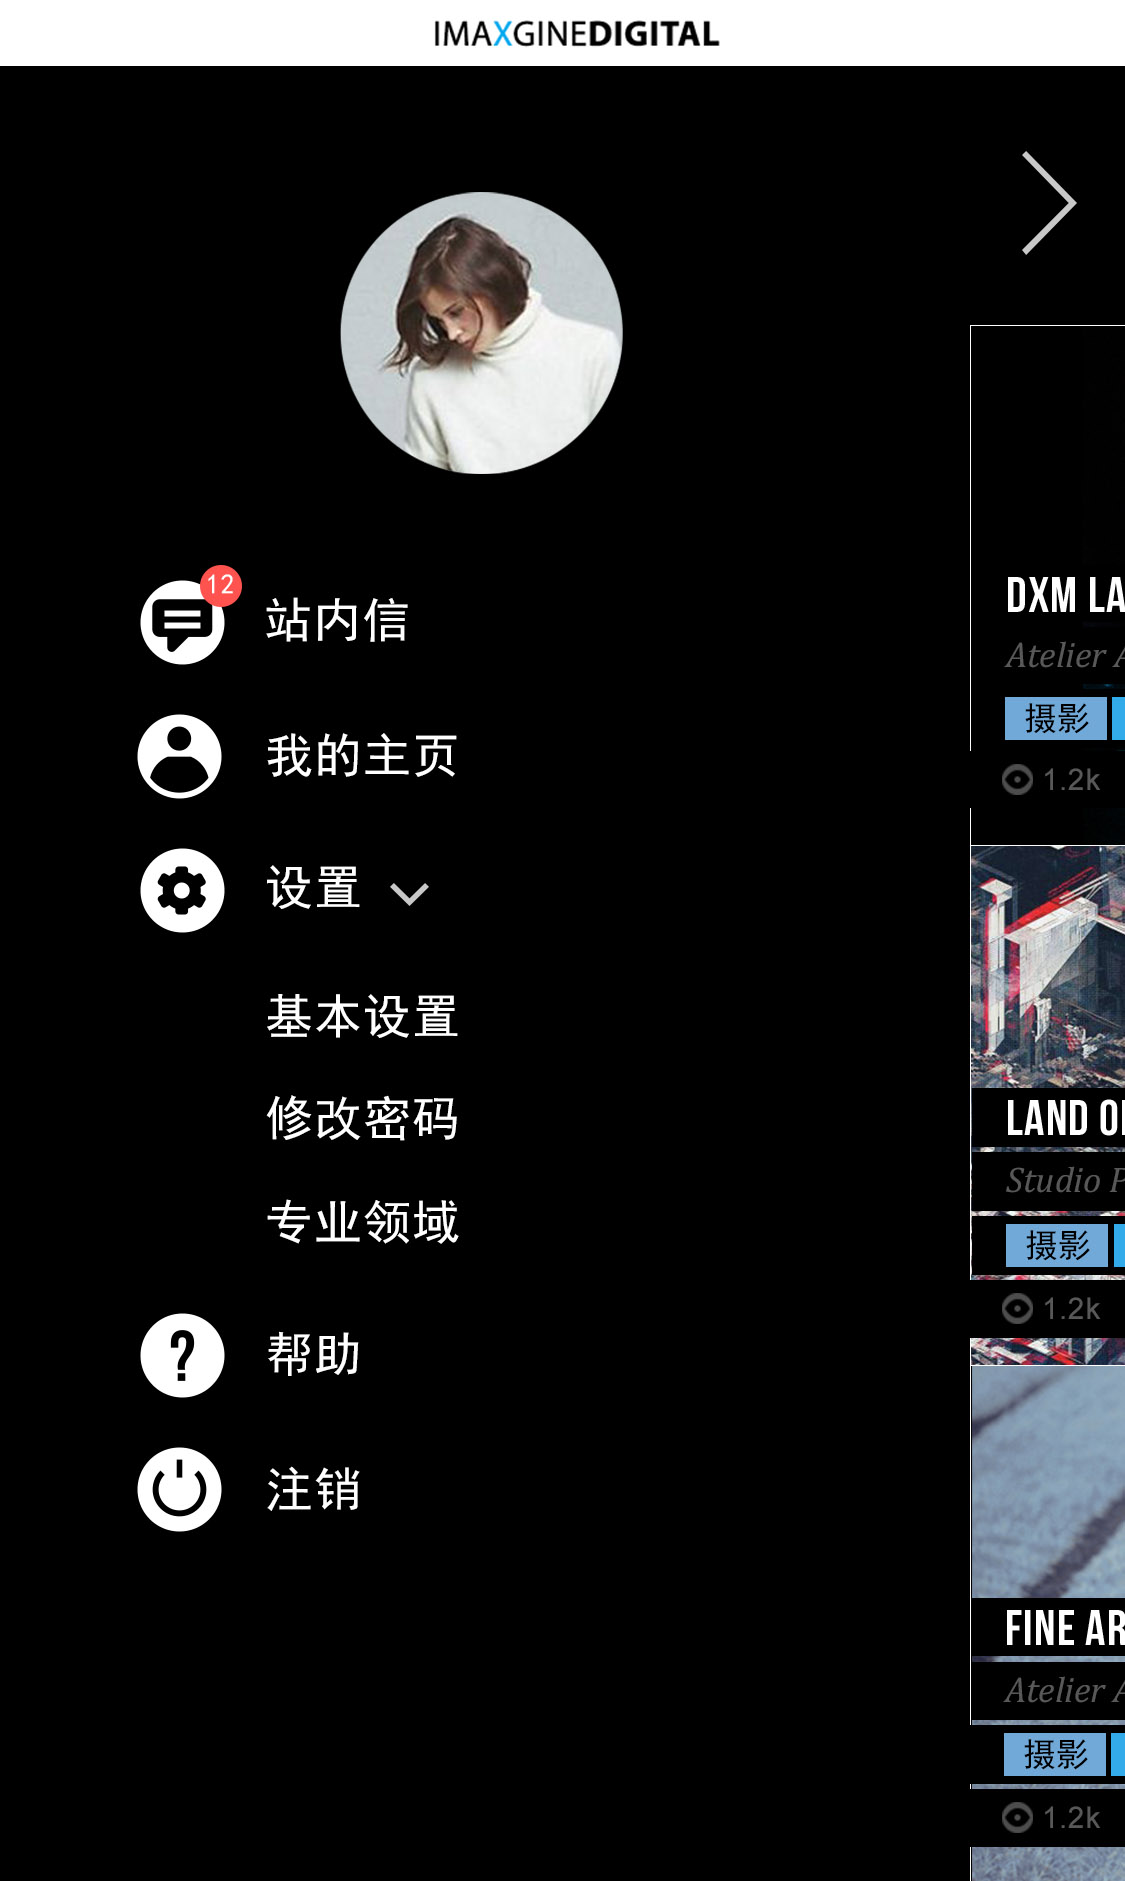 IMAXGINEDIGITAL
12
站内信
我的主页
设置
基本设置
修改密码
专业领域
帮助
注销
DXM LA
Atelier A
摄影
1.2k
LAND O
Studio P
摄影
1.2k
FINE AR
Atelier A
摄影
1.2k